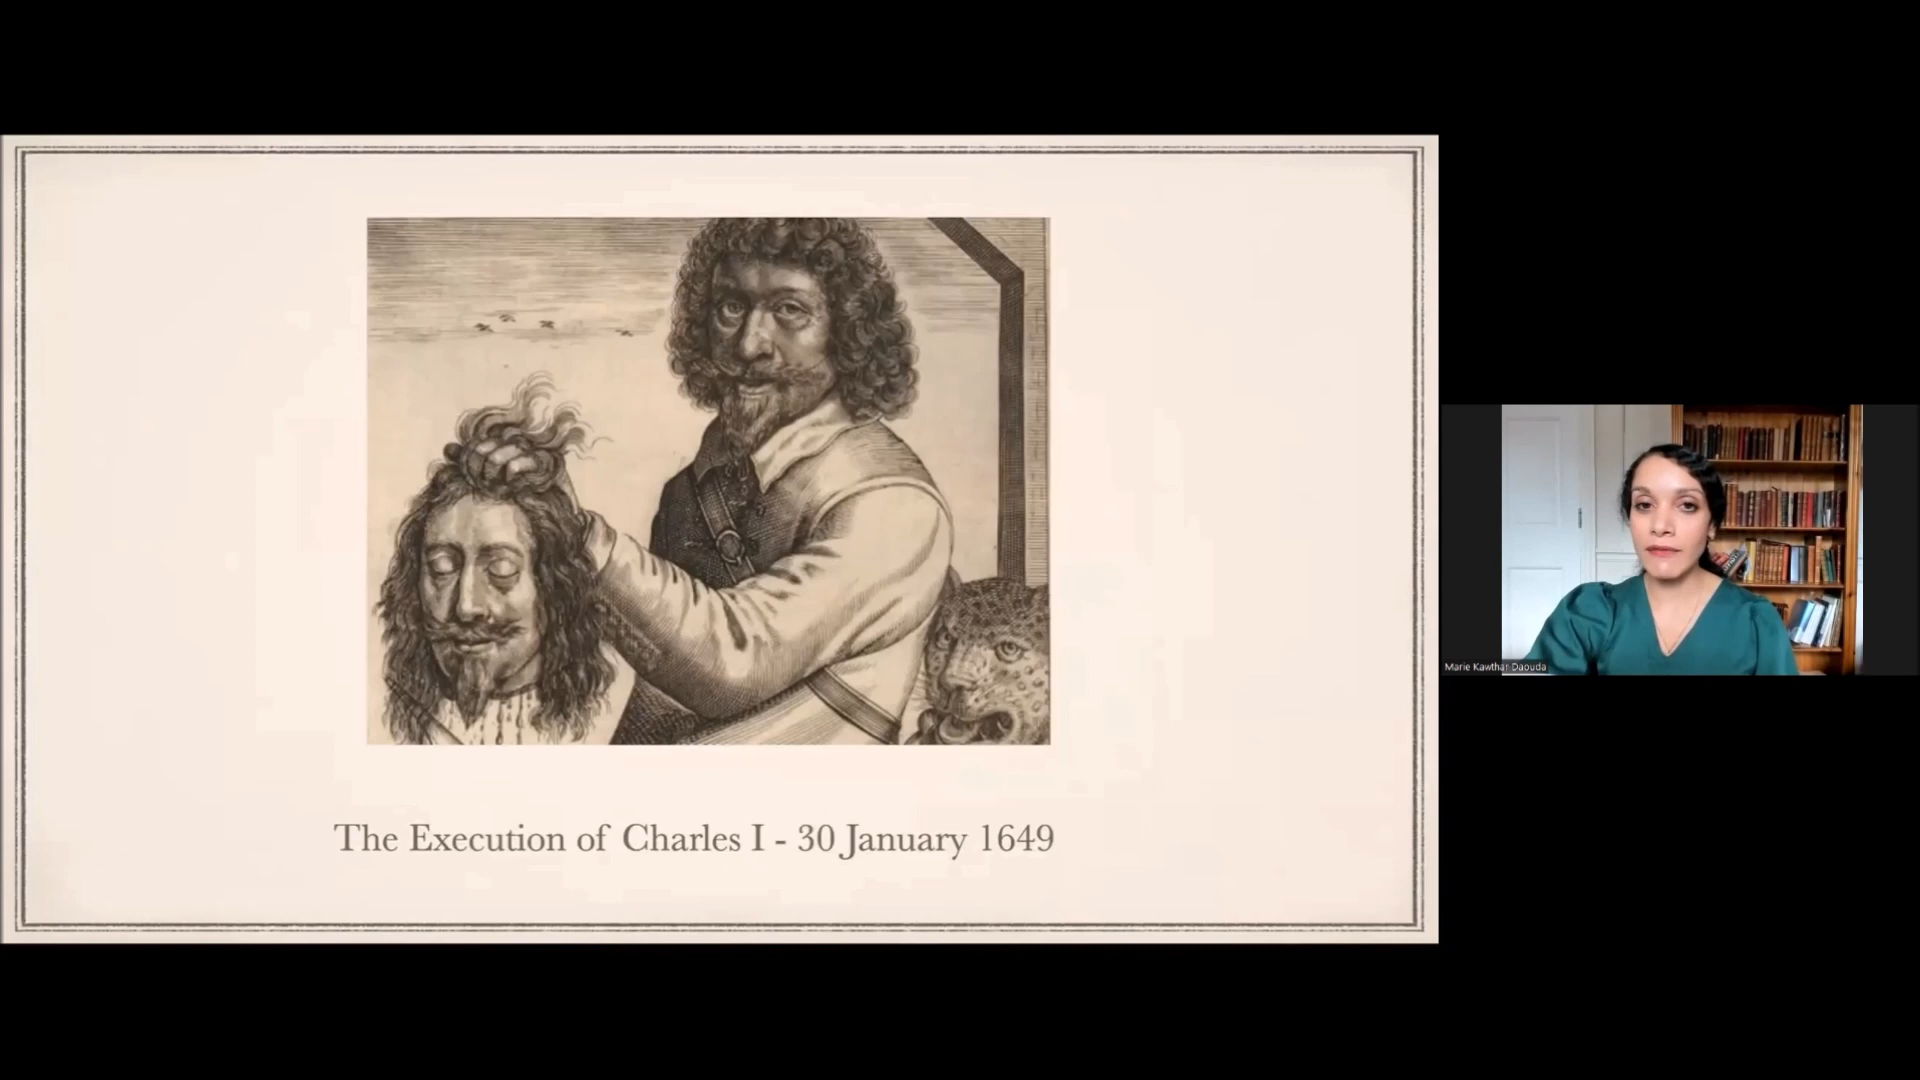 The Execution of Charles I - 30 January 1649
Marie Kawthar Daouda